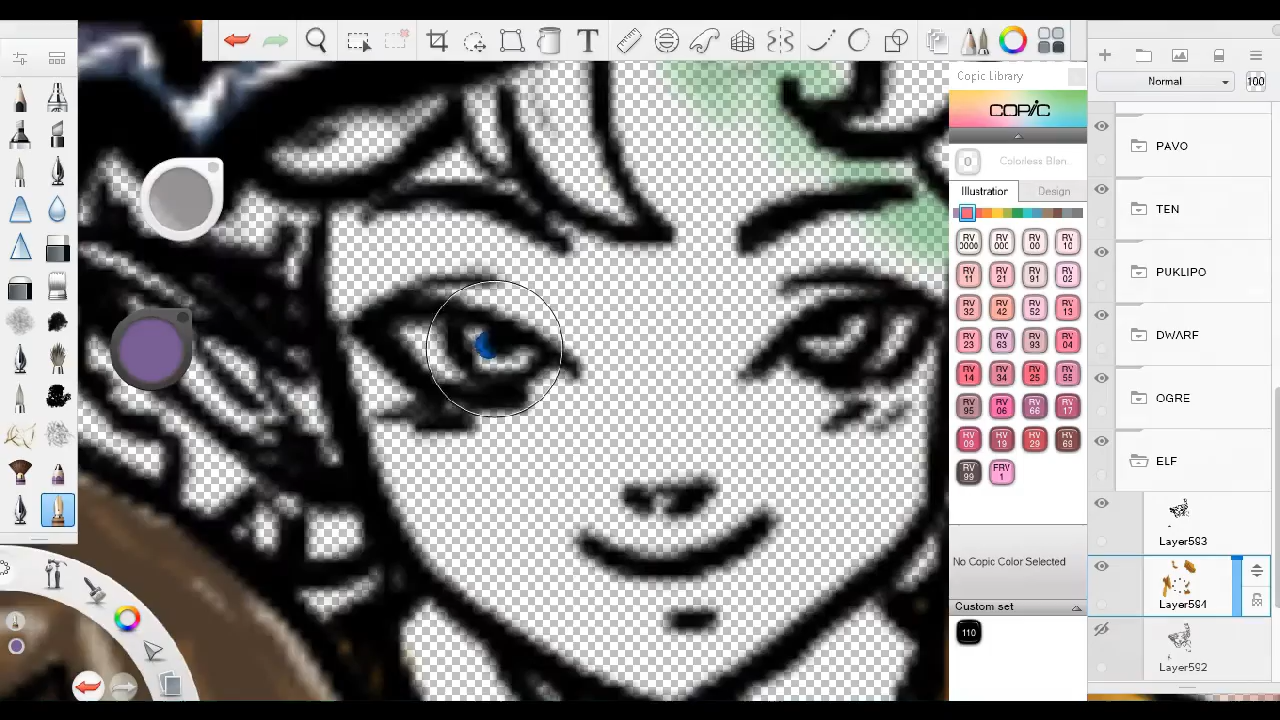 T
Copic Library
COPIC
0 Colorless Blen..
Illustration Design
RV 0000 RV 000 RV 00 RV 10
RV 11 RV 21 RV 91 RV 02
RV 32 RV 42 RV 52 RV 13
RV 23 RV 63 RV 93 RV 04
RV 14 RV 34 RV 25 RV 55
RV 95 RV 06 RV 66 RV 17
RV 09 RV 19 RV 29 RV 69
RV 99 FRV 1
No Copic Color Selected
Custom set
110
Normal 100
PAVO
TEN
PUKLIPO
DWARF
OGRE
ELF
Layer593
Layer594
Layer592